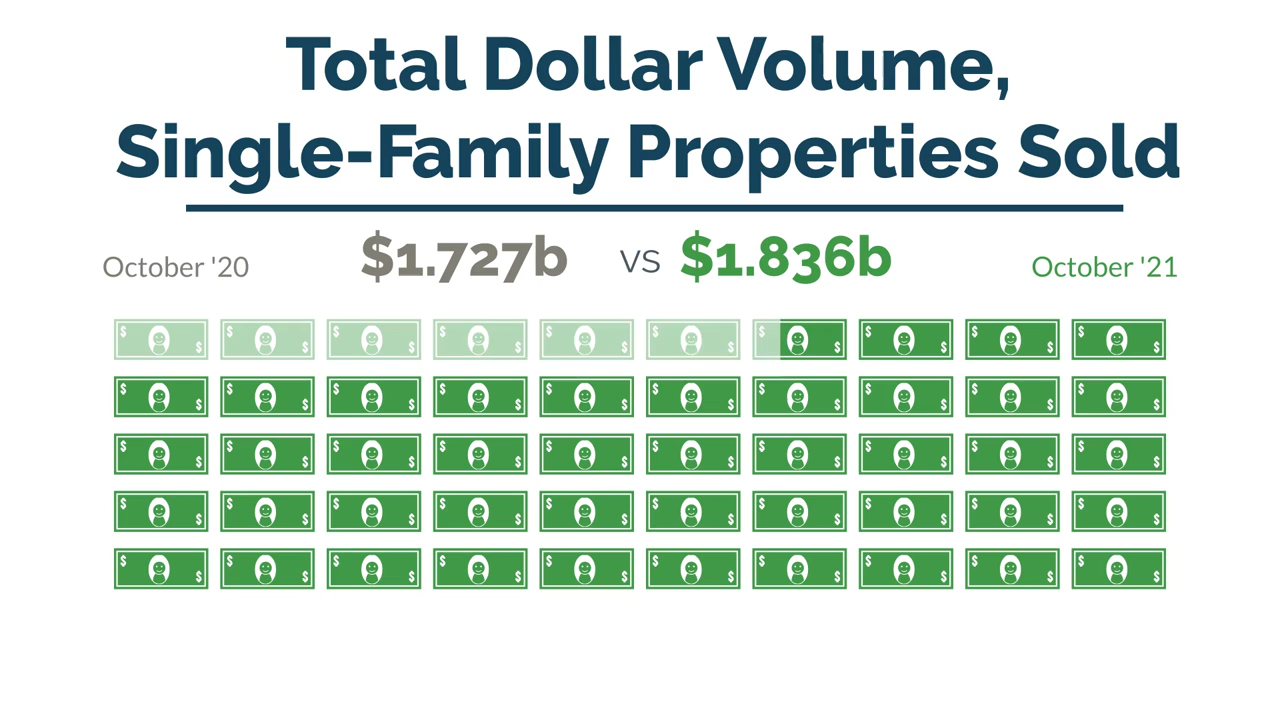 Total Dollar Volume,
Single-Family Properties Sold
October '20 $1.727b VS $1.836b October '21